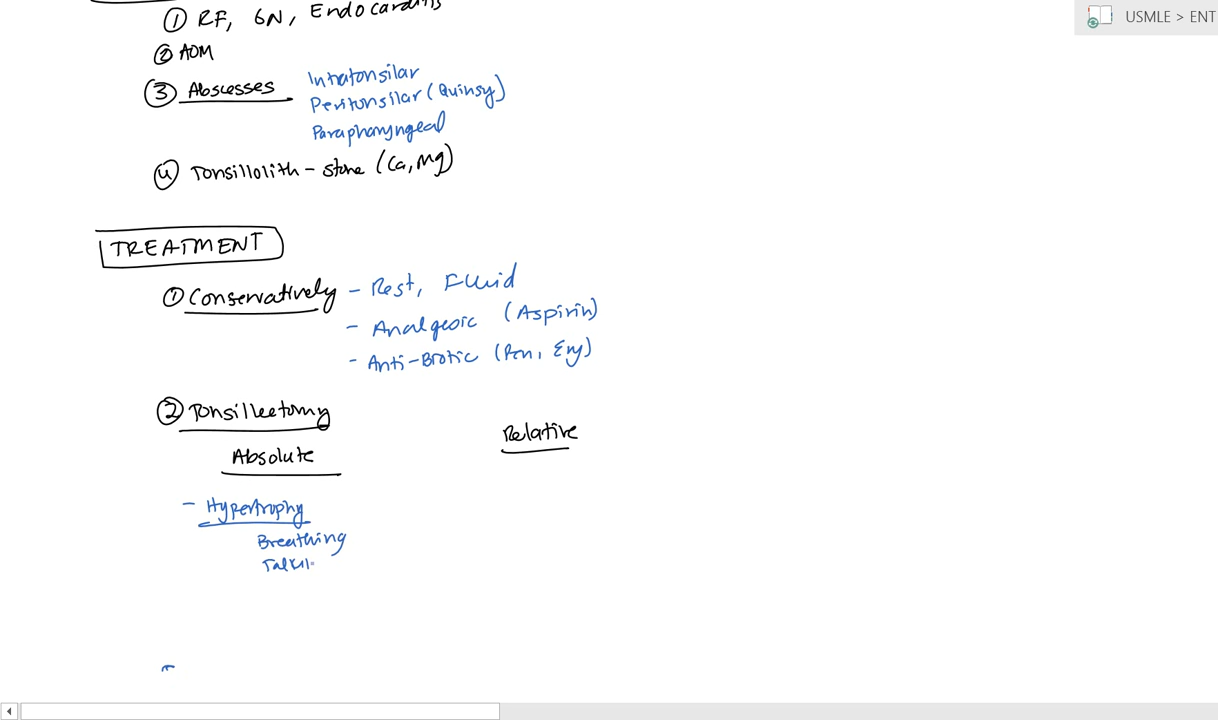 USMLE > ENT
① RF, GN, Endocarditis
② AOM
③ Abscesses
Intratonsilar
Peritonsilar (Quinsy)
Parapharyngeal
④ Tonsillolith - stone (Ca, Mg)
TREATMENT
① Conservatively - Rest, Fluid
- Analgesic (Aspirin)
- Anti-Biotic (Pen, Ery)
② Tonsillectomy
Absolute
Relative
- Hypertrophy
Breathing
Talki